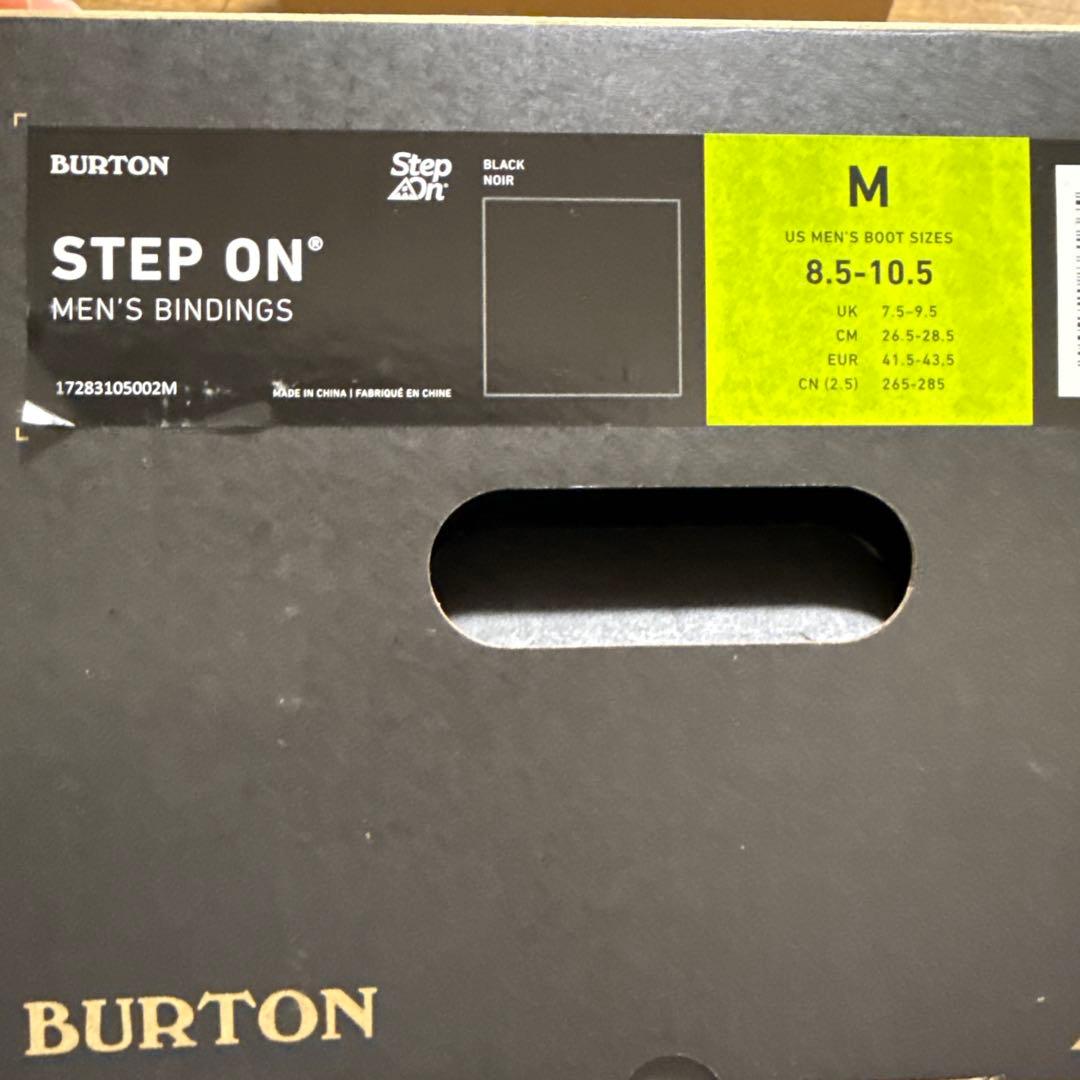 BURTON
Step On
STEP ON®
MEN'S BINDINGS
17283105002M
MADE IN CHINA | FABRIQUÉ EN CHINE
BLACK
NOIR
M
US MEN'S BOOT SIZES
8.5-10.5
UK 7.5-9.5
CM 26.5-28.5
EUR 41.5-43.5
CN (2.5) 265-285
BURTON